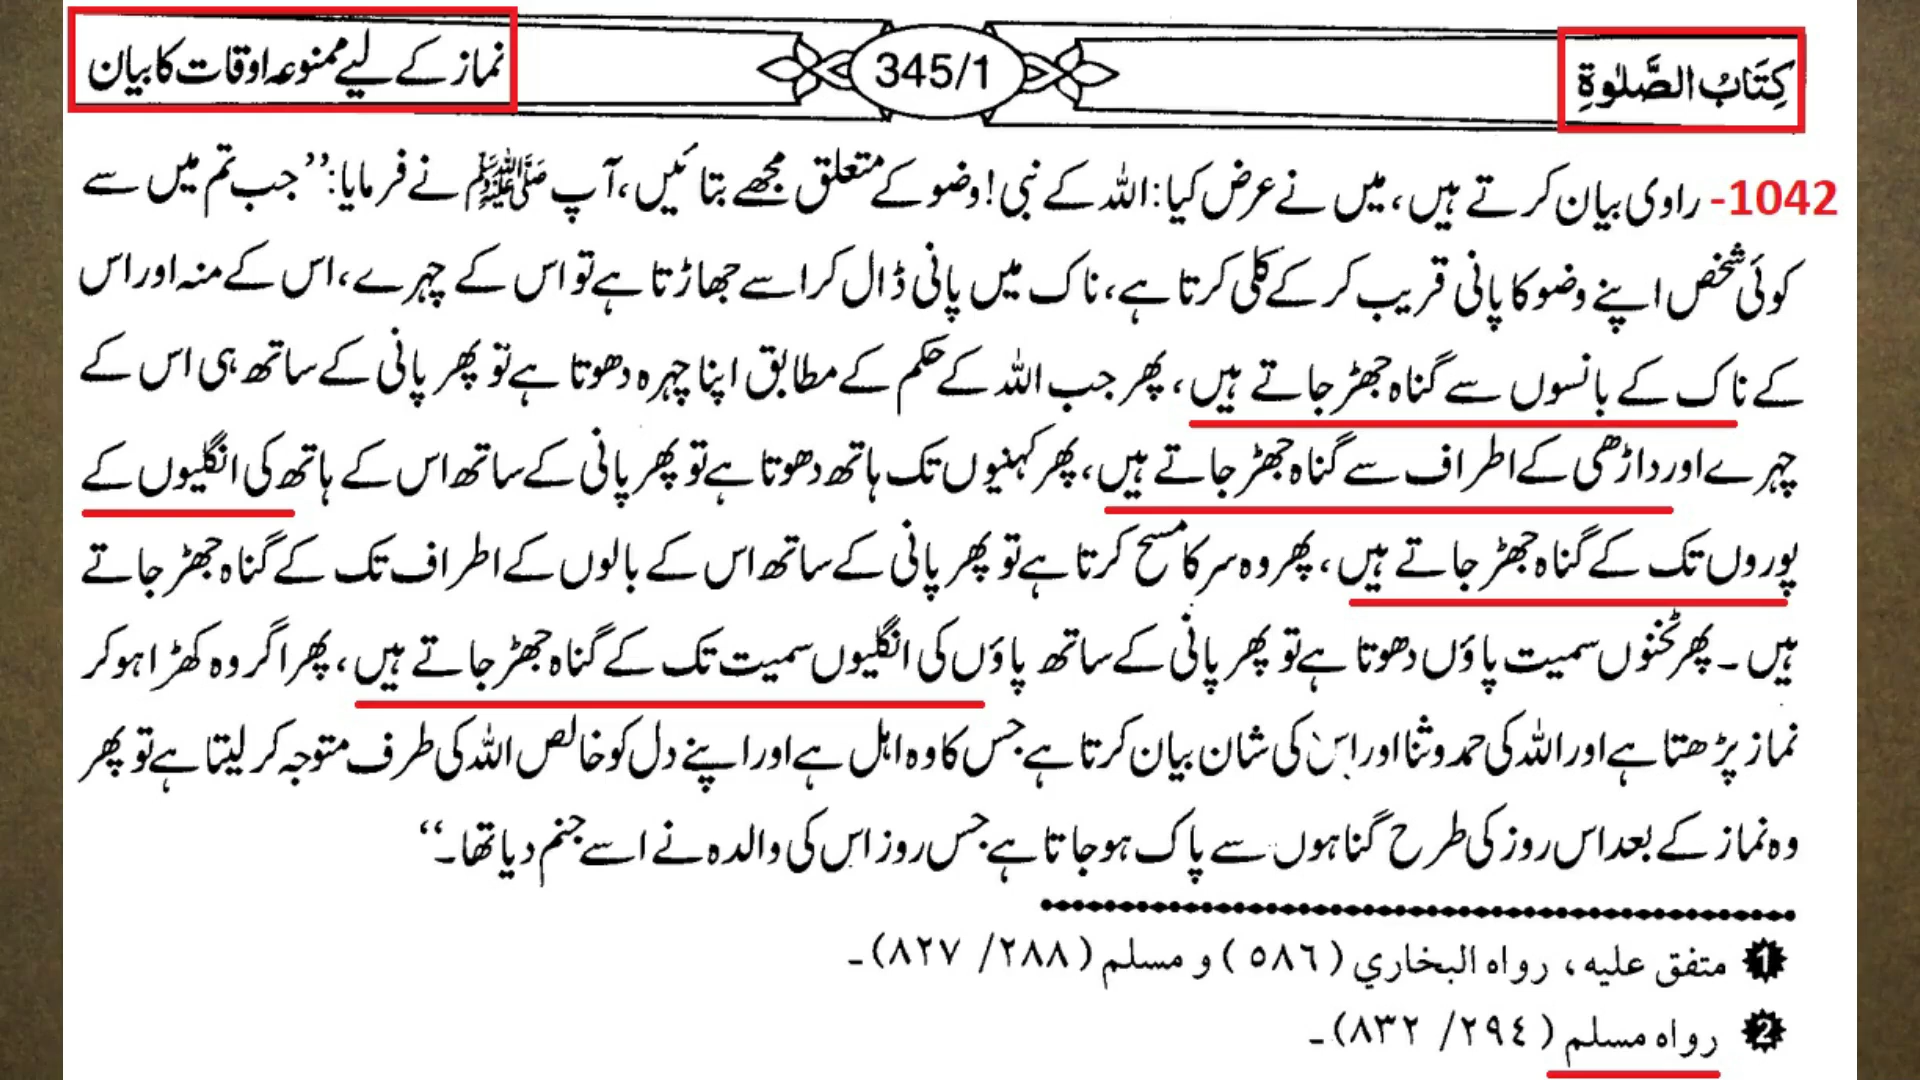 کِتَابُ الصَّلٰوةِ
345/1
نماز کے لیے ممنوعہ اوقات کا بیان
1042- راوی بیان کرتے ہیں، میں نے عرض کیا: اللہ کے نبی! وضو کے متعلق مجھے بتائیں، آپ ﷺ نے فرمایا: ’’جب تم میں سے
کوئی شخص اپنے وضو کا پانی قریب کر کے کلی کرتا ہے، ناک میں پانی ڈال کر اسے جھاڑتا ہے تو اس کے چہرے، اس کے منہ اور اس
کے ناک کے بانسوں سے گناہ جھڑ جاتے ہیں، پھر جب اللہ کے حکم کے مطابق اپنا چہرہ دھوتا ہے تو پھر پانی کے ساتھ ہی اس کے
چہرے اور داڑھی کے اطراف سے گناہ جھڑ جاتے ہیں، پھر کہنیوں تک ہاتھ دھوتا ہے تو پھر پانی کے ساتھ اس کے ہاتھ کی انگلیوں کے
پوروں تک کے گناہ جھڑ جاتے ہیں، پھر وہ سر کا مسح کرتا ہے تو پھر پانی کے ساتھ اس کے بالوں کے اطراف تک کے گناہ جھڑ جاتے
ہیں۔ پھر ٹخنوں سمیت پاؤں دھوتا ہے تو پھر پانی کے ساتھ پاؤں کی انگلیوں سمیت تک کے گناہ جھڑ جاتے ہیں، پھر اگر وہ کھڑا ہو کر
نماز پڑھتا ہے اور اللہ کی حمد و ثنا اور اس کی شان بیان کرتا ہے جس کا وہ اہل ہے اور اپنے دل کو خالص اللہ کی طرف متوجہ کر لیتا ہے تو پھر
وہ نماز کے بعد اس روز کی طرح گناہوں سے پاک ہو جاتا ہے جس روز اس کی والدہ نے اسے جنم دیا تھا۔‘‘
1 متفق عليه، رواه البخاري (٥٨٦) و مسلم (٢٨٨/ ٨٢٧)۔
2 رواه مسلم (٢٩٤/ ٨٣٢)۔